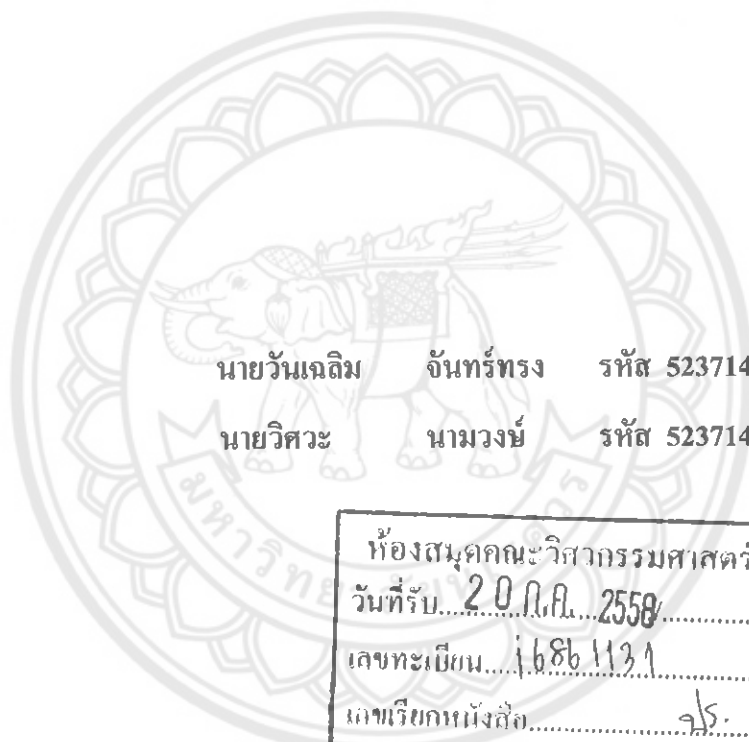 นายวันเฉลิม จันทร์ทรง รหัส 523714
นายวิศวะ นามวงษ์ รหัส 523714
ห้องสมุดคณะวิศวกรรมศาสตร์
วันที่รับ....20 ก.ค. 2558
เลขทะเบียน....16861131
เลขเรียกหนังสือ.... ปร.